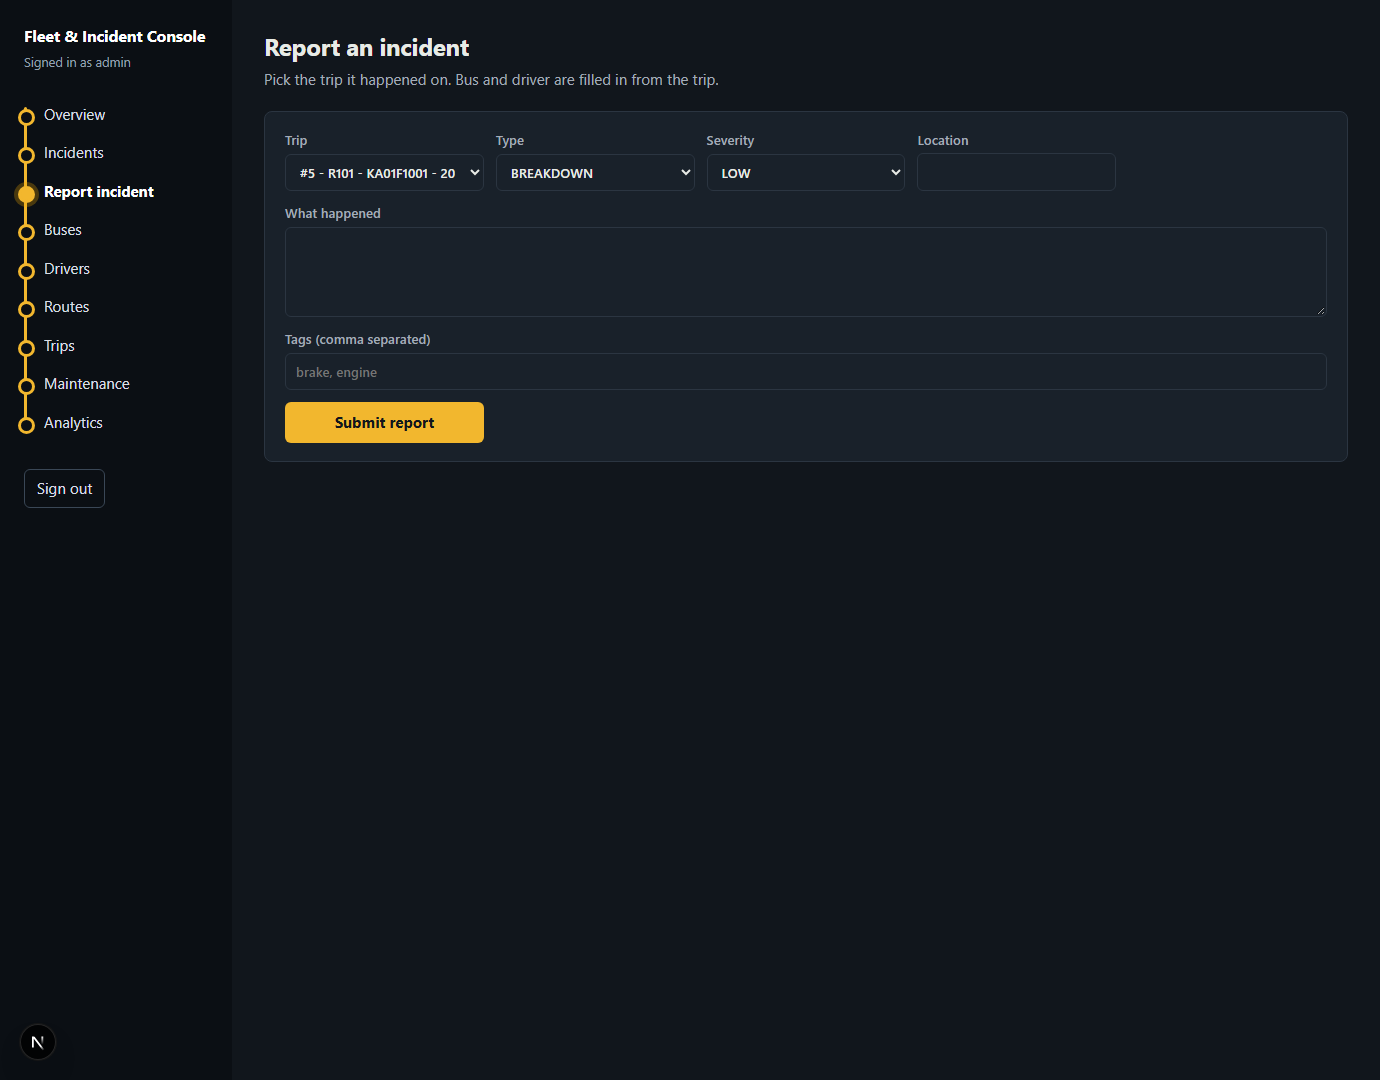 Fleet & Incident Console
Signed in as admin
Overview
Incidents
Report incident
Buses
Drivers
Routes
Trips
Maintenance
Analytics
Sign out
N
Report an incident
Pick the trip it happened on. Bus and driver are filled in from the trip.
Trip Type Severity Location
#5 - R101 - KA01F1001 - 20 BREAKDOWN LOW
What happened
Tags (comma separated)
brake, engine
Submit report